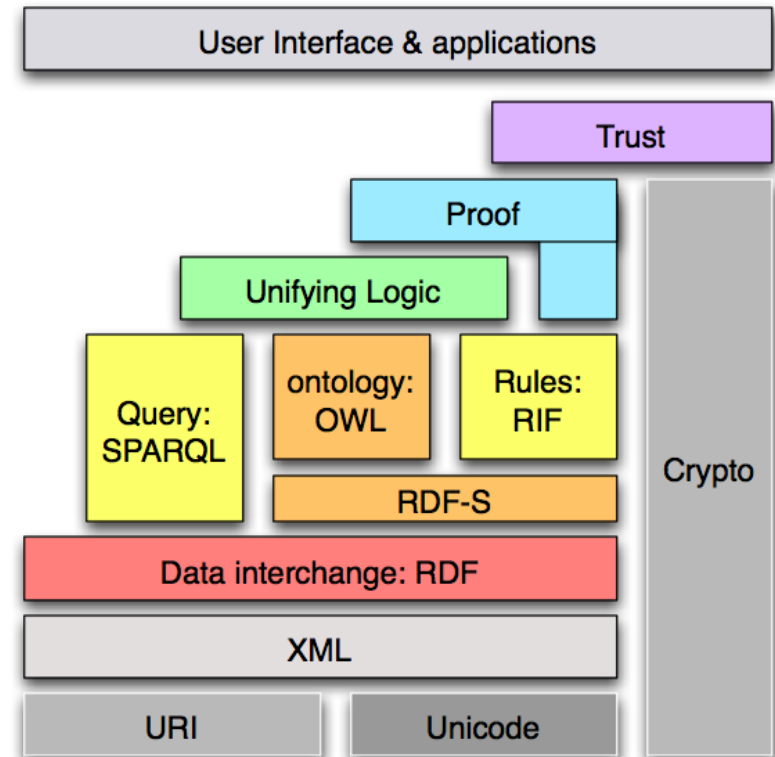 User Interface & applications
Trust
Proof
Unifying Logic
Query:
SPARQL
ontology:
OWL
Rules:
RIF
Crypto
RDF-S
Data interchange: RDF
XML
URI
Unicode